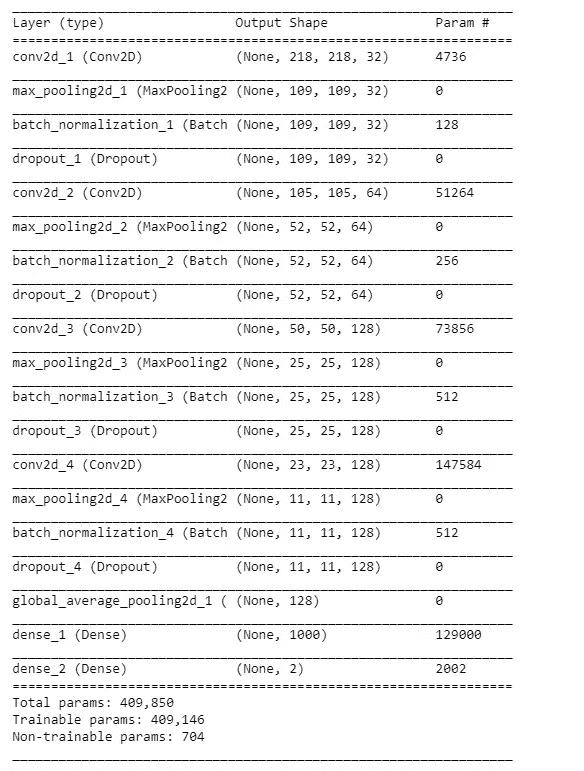 Layer (type) Output Shape Param #
conv2d_1 (Conv2D) (None, 218, 218, 32) 4736
max_pooling2d_1 (MaxPooling2 (None, 109, 109, 32) 0
batch_normalization_1 (Batch (None, 109, 109, 32) 128
dropout_1 (Dropout) (None, 109, 109, 32) 0
conv2d_2 (Conv2D) (None, 105, 105, 64) 51264
max_pooling2d_2 (MaxPooling2 (None, 52, 52, 64) 0
batch_normalization_2 (Batch (None, 52, 52, 64) 256
dropout_2 (Dropout) (None, 52, 52, 64) 0
conv2d_3 (Conv2D) (None, 50, 50, 128) 73856
max_pooling2d_3 (MaxPooling2 (None, 25, 25, 128) 0
batch_normalization_3 (Batch (None, 25, 25, 128) 512
dropout_3 (Dropout) (None, 25, 25, 128) 0
conv2d_4 (Conv2D) (None, 23, 23, 128) 147584
max_pooling2d_4 (MaxPooling2 (None, 11, 11, 128) 0
batch_normalization_4 (Batch (None, 11, 11, 128) 512
dropout_4 (Dropout) (None, 11, 11, 128) 0
global_average_pooling2d_1 ( (None, 128) 0
dense_1 (Dense) (None, 1000) 129000
dense_2 (Dense) (None, 2) 2002
Total params: 409,850
Trainable params: 409,146
Non-trainable params: 704